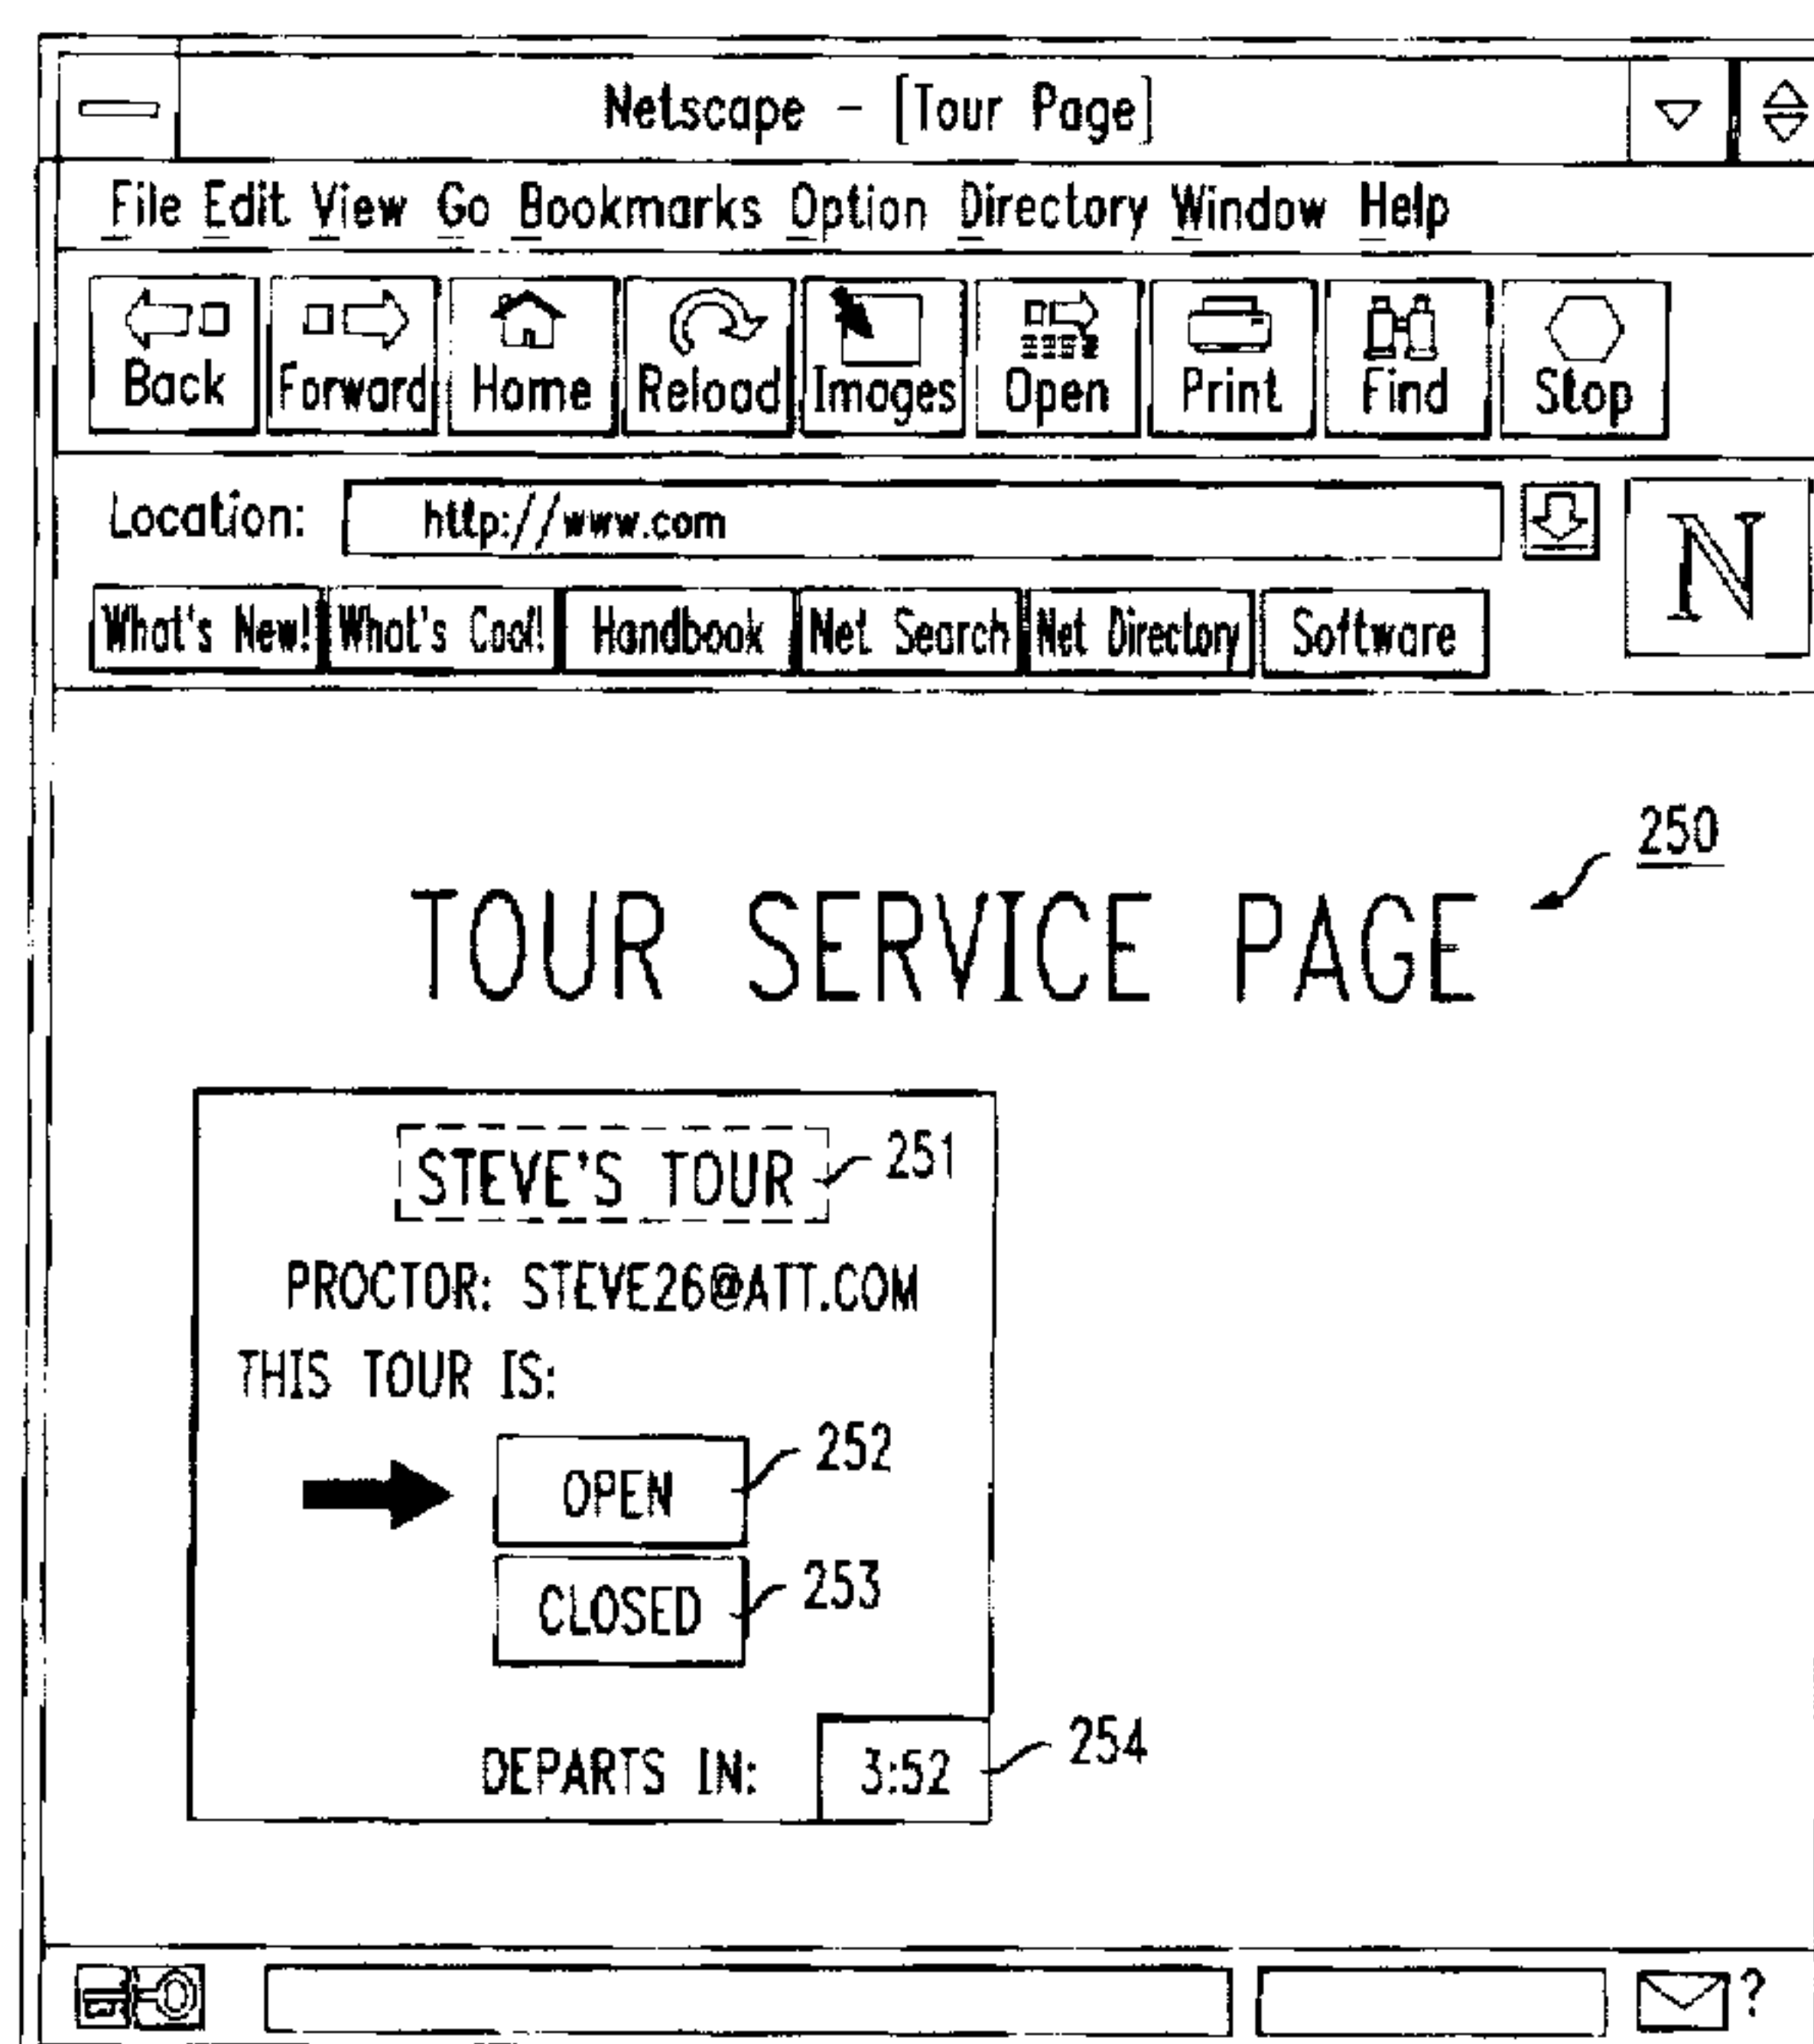 Netscape - [Tour Page]
File Edit View Go Bookmarks Option Directory Window Help
Back Forward Home Reload Images Open Print Find Stop
Location: http://www.com
N
What's New! What's Cool! Handbook Net Search Net Directory Software
250
TOUR SERVICE PAGE
STEVE'S TOUR 251
PROCTOR: STEVE26@ATT.COM
THIS TOUR IS:
OPEN 252
CLOSED 253
DEPARTS IN: 3:52 254
?